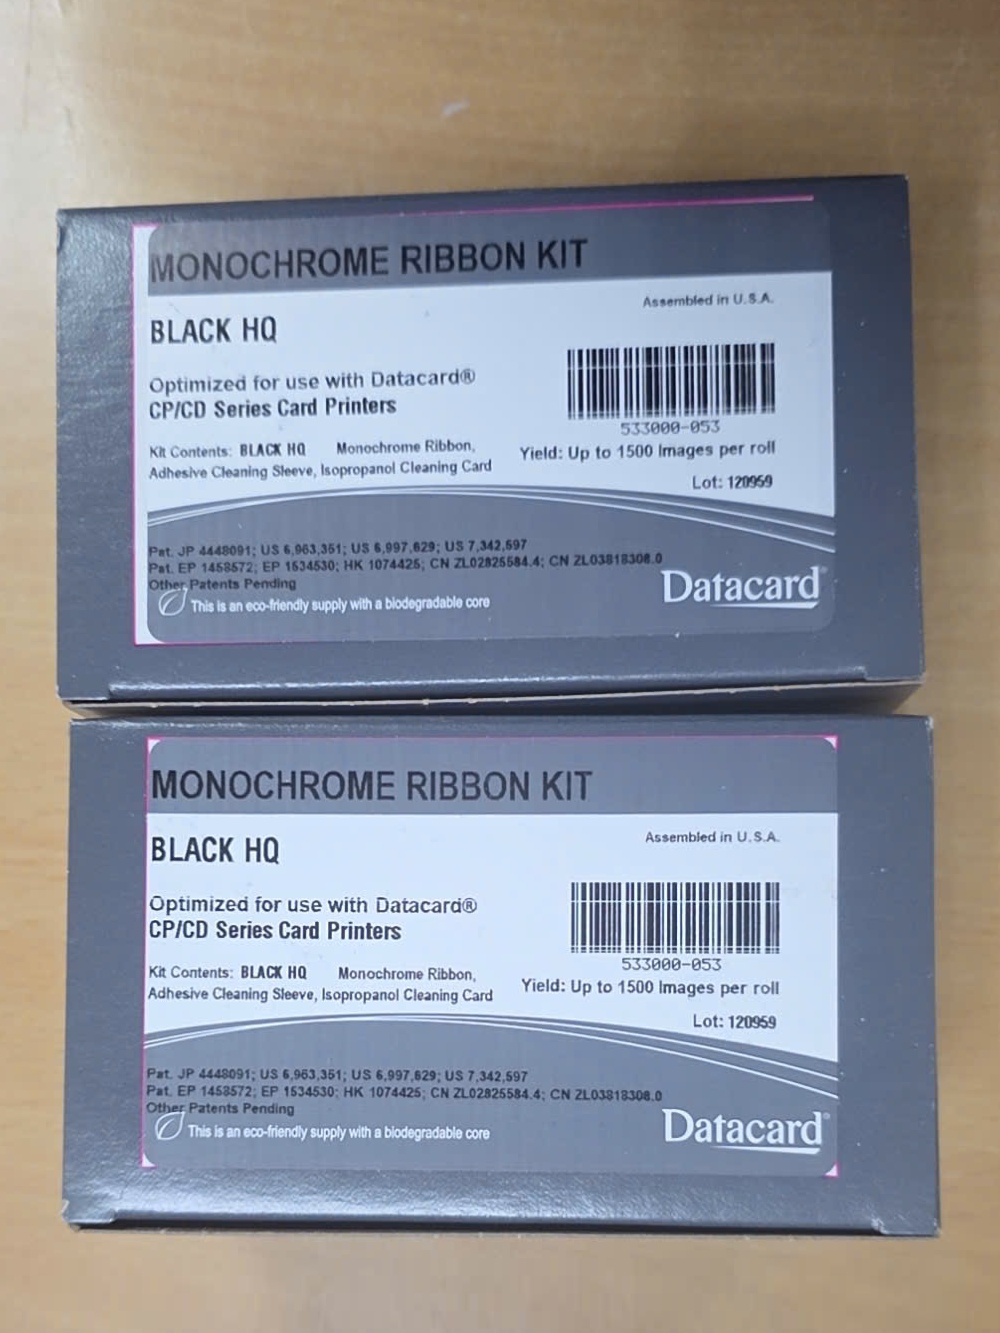 MONOCHROME RIBBON KIT
Assembled in U.S.A.
BLACK HQ
Optimized for use with Datacard®
CP/CD Series Card Printers
533000-053
Kit Contents: BLACK HQ Monochrome Ribbon,
Adhesive Cleaning Sleeve, Isopropanol Cleaning Card
Yield: Up to 1500 Images per roll
Lot: 120959
Pat. JP 4448091; US 6,963,351; US 6,997,629; US 7,342,597
Pat. EP 1458572; EP 1534530; HK 1074425; CN ZL02825584.4; CN ZL03818308.0
Other Patents Pending
This is an eco-friendly supply with a biodegradable core
Datacard®
MONOCHROME RIBBON KIT
Assembled in U.S.A.
BLACK HQ
Optimized for use with Datacard®
CP/CD Series Card Printers
533000-053
Kit Contents: BLACK HQ Monochrome Ribbon,
Adhesive Cleaning Sleeve, Isopropanol Cleaning Card
Yield: Up to 1500 Images per roll
Lot: 120959
Pat. JP 4448091; US 6,963,351; US 6,997,629; US 7,342,597
Pat. EP 1458572; EP 1534530; HK 1074425; CN ZL02825584.4; CN ZL03818308.0
Other Patents Pending
This is an eco-friendly supply with a biodegradable core
Datacard®